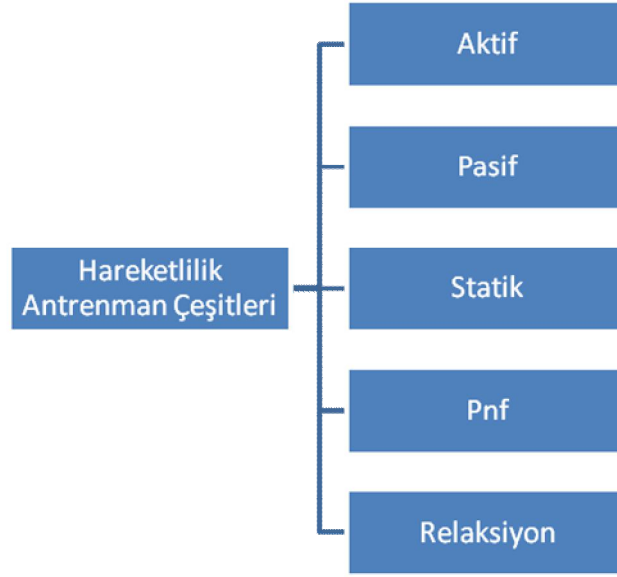 Hareketlilik
Antrenman Çeşitleri
Aktif
Pasif
Statik
Pnf
Relaksiyon